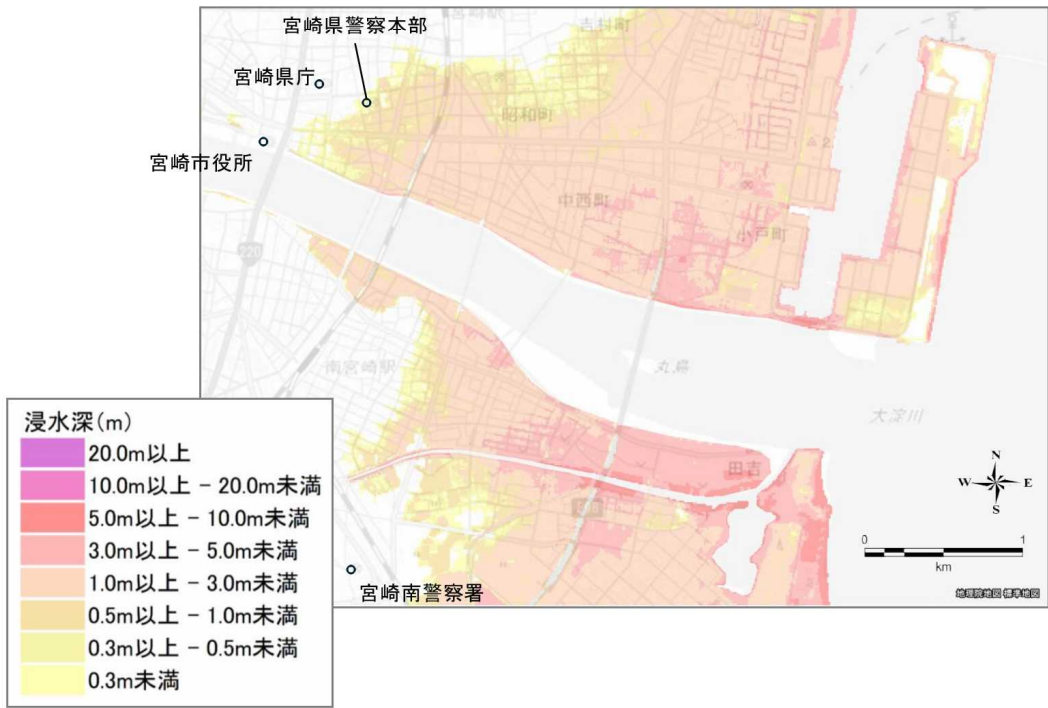 宮崎駅
宮崎県警察本部
吉村町
宮崎県庁
昭和町
宮崎市役所
中西町
小戸町
220
南宮崎駅
丸島
大淀川
田吉
浸水深(m)
20.0m以上
10.0m以上 - 20.0m未満
5.0m以上 - 10.0m未満
3.0m以上 - 5.0m未満
1.0m以上 - 3.0m未満
0.5m以上 - 1.0m未満
0.3m以上 - 0.5m未満
0.3m未満
宮崎南警察署
N
W E
S
0 1
km
地理院地図 標準地図